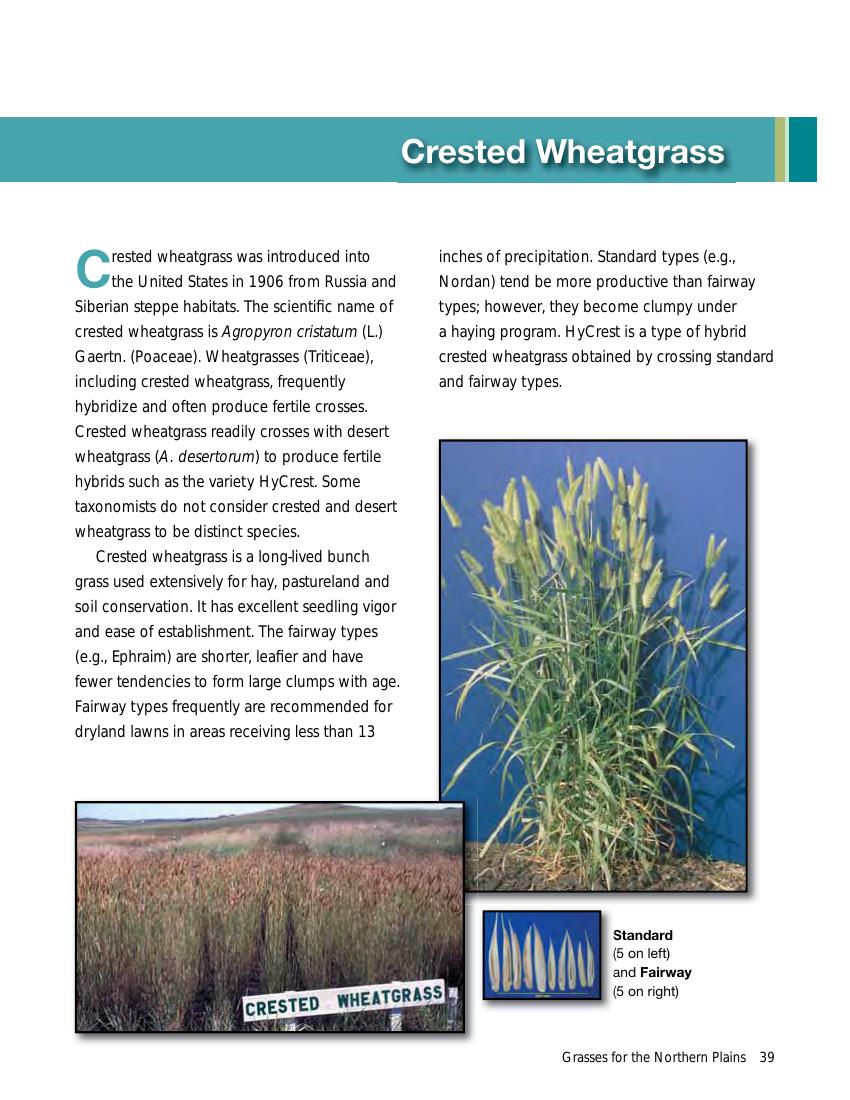 Crested Wheatgrass
Crested wheatgrass was introduced into
the United States in 1906 from Russia and
Siberian steppe habitats. The scientific name of
crested wheatgrass is Agropyron cristatum (L.)
Gaertn. (Poaceae). Wheatgrasses (Triticeae),
including crested wheatgrass, frequently
hybridize and often produce fertile crosses.
Crested wheatgrass readily crosses with desert
wheatgrass (A. desertorum) to produce fertile
hybrids such as the variety HyCrest. Some
taxonomists do not consider crested and desert
wheatgrass to be distinct species.
Crested wheatgrass is a long-lived bunch
grass used extensively for hay, pastureland and
soil conservation. It has excellent seedling vigor
and ease of establishment. The fairway types
(e.g., Ephraim) are shorter, leafier and have
fewer tendencies to form large clumps with age.
Fairway types frequently are recommended for
dryland lawns in areas receiving less than 13
inches of precipitation. Standard types (e.g.,
Nordan) tend be more productive than fairway
types; however, they become clumpy under
a haying program. HyCrest is a type of hybrid
crested wheatgrass obtained by crossing standard
and fairway types.
CRESTED WHEATGRASS
Standard
(5 on left)
and Fairway
(5 on right)
Grasses for the Northern Plains 39